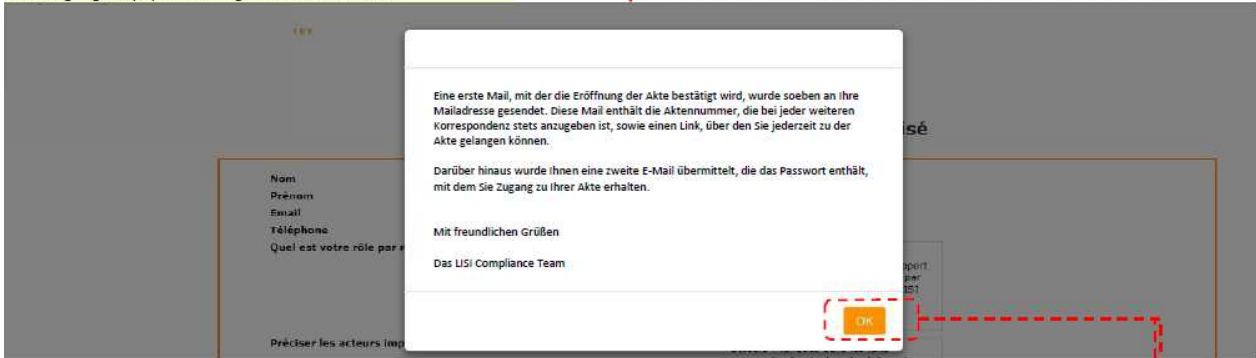 isé
Eine erste Mail, mit der die Eröffnung der Akte bestätigt wird, wurde soeben an Ihre
Mailadresse gesendet. Diese Mail enthält die Aktennummer, die bei jeder weiteren
Korrespondenz stets anzugeben ist, sowie einen Link, über den Sie jederzeit zu der
Akte gelangen können.
Darüber hinaus wurde Ihnen eine zweite E-Mail übermittelt, die das Passwort enthält,
mit dem Sie Zugang zu Ihrer Akte erhalten.
Mit freundlichen Grüßen
Das LISI Compliance Team
OK
Nom
Prénom
Email
Téléphone
Quel est votre rôle par r
pport
par
Préciser les acteurs imp